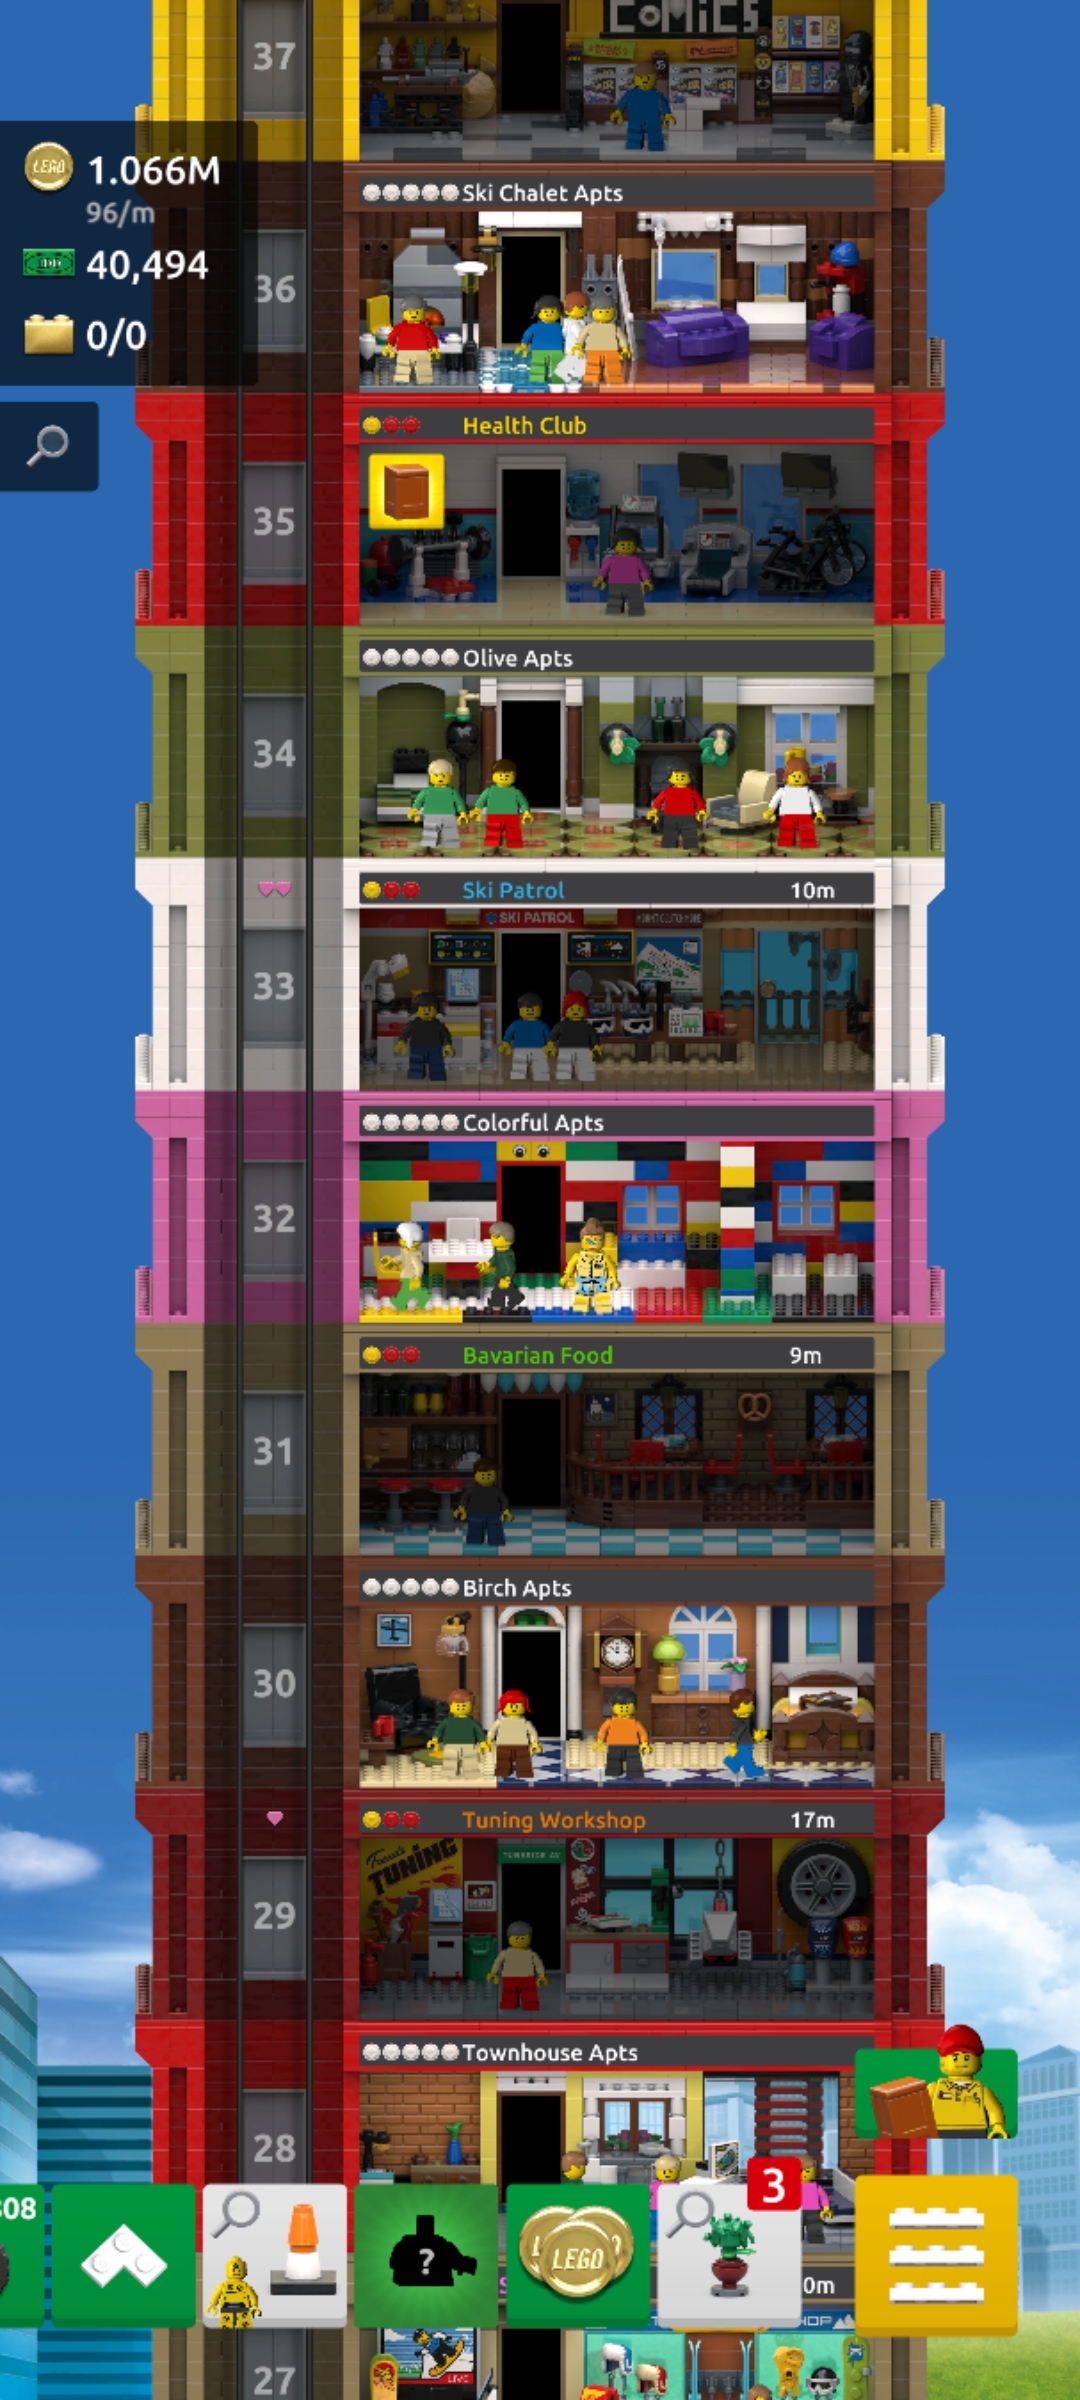 COMICS
37
LEGO
1.066M
96/m
40,494
0/0
Ski Chalet Apts
36
Health Club
35
Olive Apts
34
Ski Patrol
10m
SKI PATROL
33
Colorful Apts
32
Bavarian Food
9m
31
Birch Apts
30
Tuning Workshop
17m
TUNING
29
Townhouse Apts
28
3
?
LEGO
0m
LIVE
27